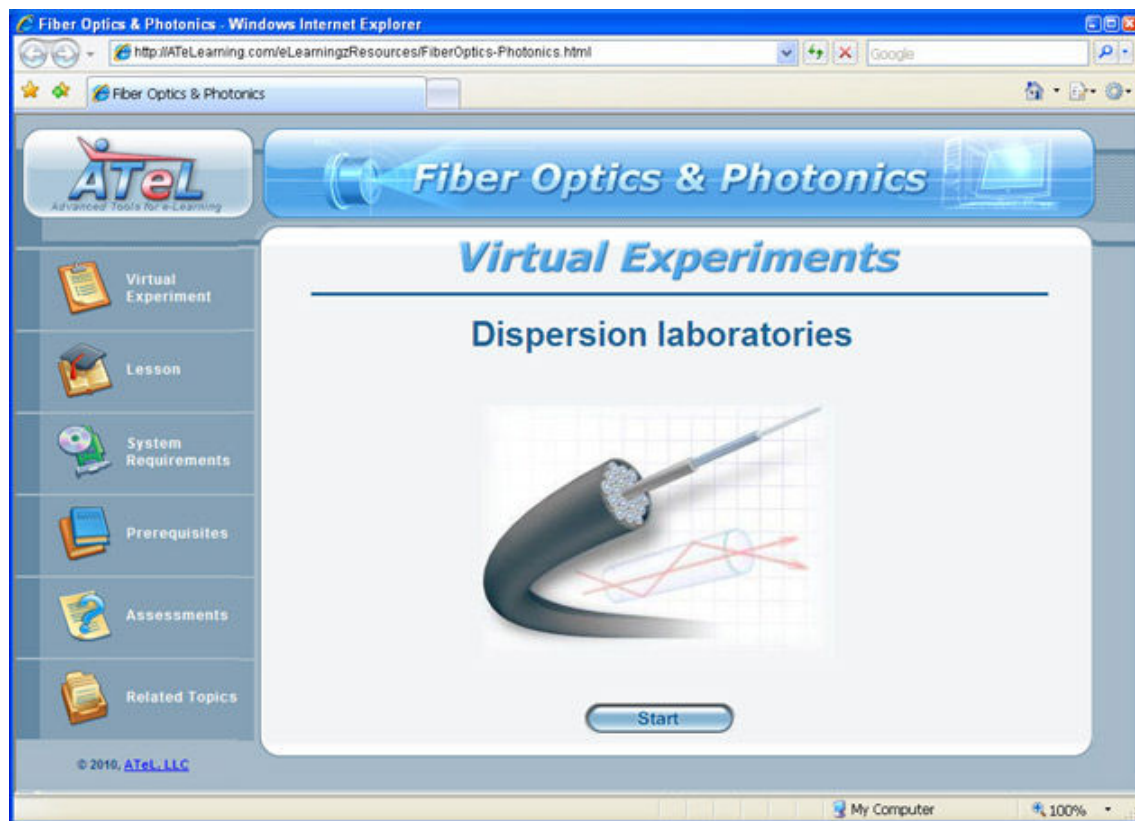 Fiber Optics & Photonics - Windows Internet Explorer
http://ATeLearning.com/eLearningzResources/FiberOptics-Photonics.html
Google
Fiber Optics & Photonics
ATeL
Advanced Tools for e-Learning
Fiber Optics & Photonics
Virtual Experiments
Dispersion laboratories
Virtual
Experiment
Lesson
System
Requirements
Prerequisites
Assessments
Related Topics
Start
© 2010, ATeL, LLC
My Computer
100%